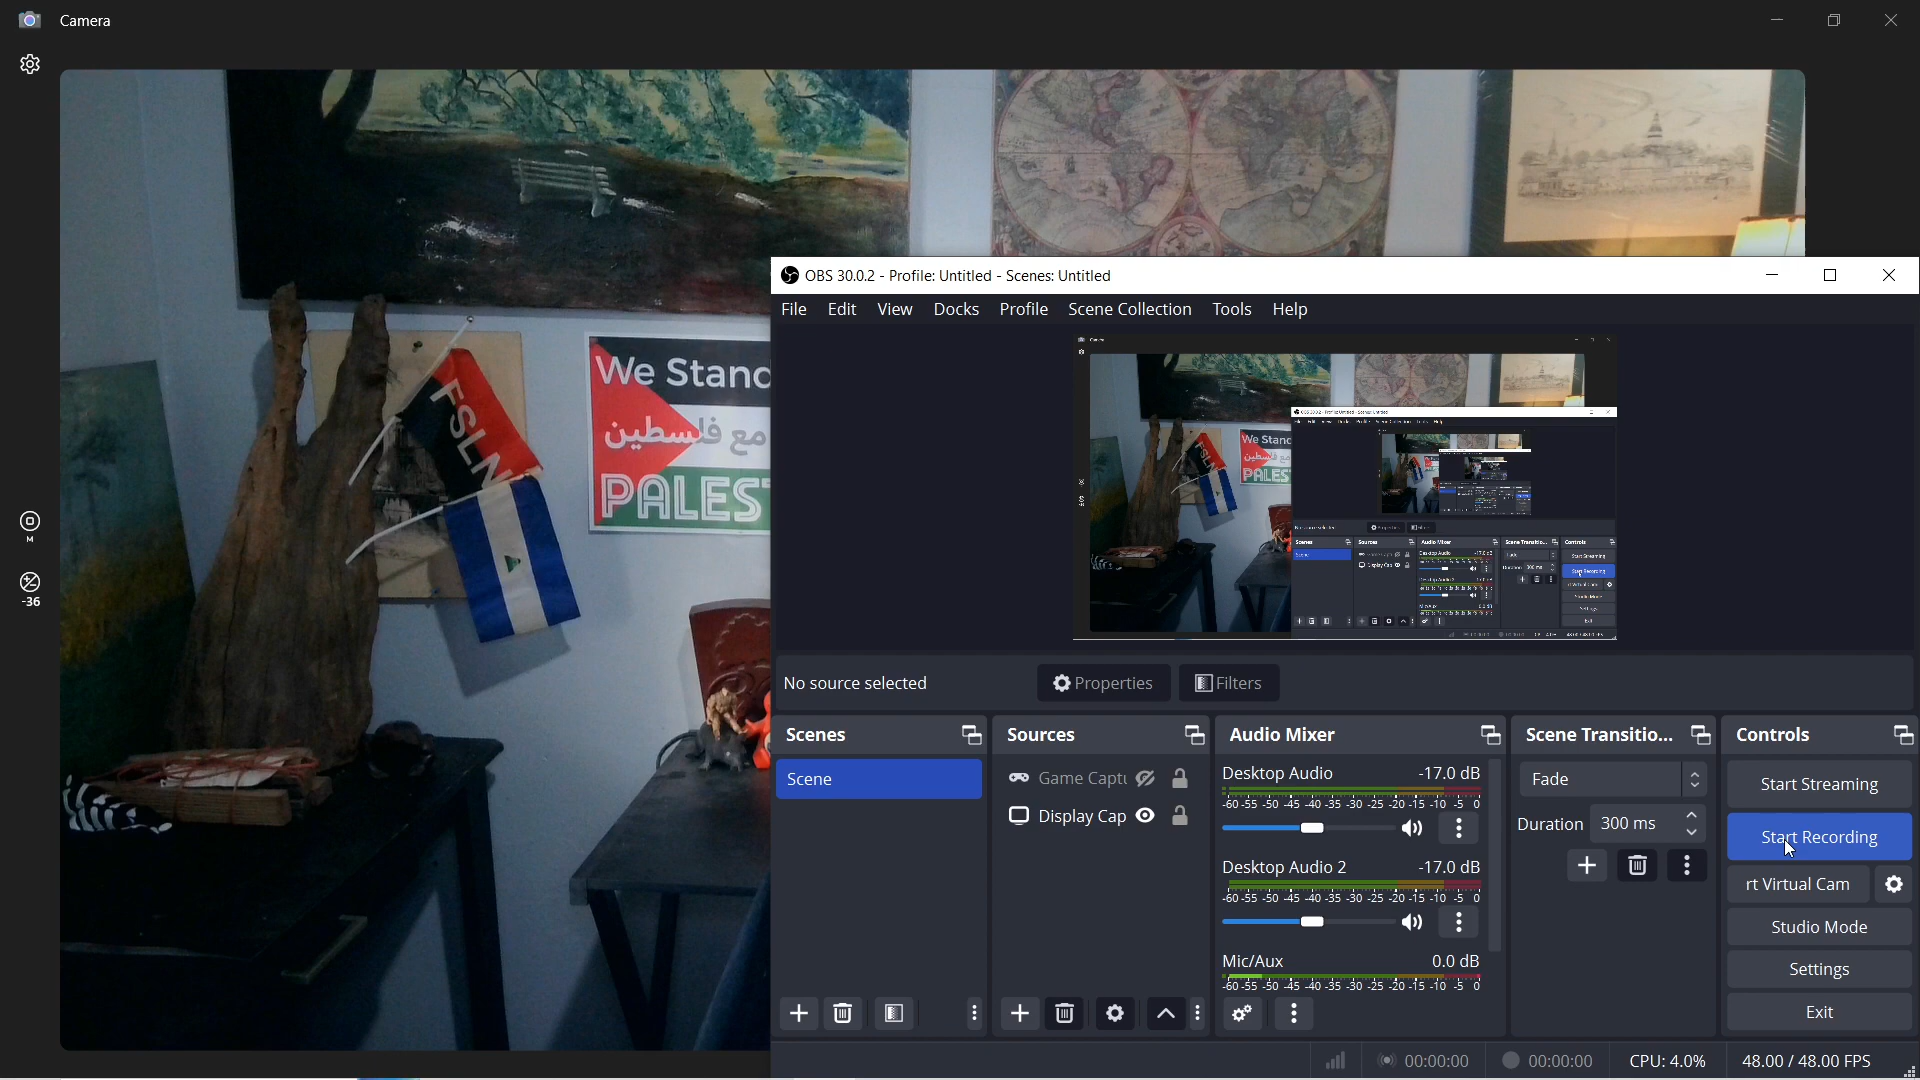 Camera
M
-36
FSLN
We Stand
مع فلسطين
PALEST
OBS 30.0.2 - Profile: Untitled - Scenes: Untitled
File Edit View Docks Profile Scene Collection Tools Help
No source selected Properties Filters
Scenes
Scene
Sources
Game Captu
Display Cap
Audio Mixer
Desktop Audio -17.0 dB
-60 -55 -50 -45 -40 -35 -30 -25 -20 -15 -10 -5 0
Desktop Audio 2 -17.0 dB
-60 -55 -50 -45 -40 -35 -30 -25 -20 -15 -10 -5 0
Mic/Aux 0.0 dB
-60 -55 -50 -45 -40 -35 -30 -25 -20 -15 -10 -5 0
Scene Transitio...
Fade
Duration 300 ms
Controls
Start Streaming
Start Recording
rt Virtual Cam
Studio Mode
Settings
Exit
00:00:00 00:00:00 CPU: 4.0% 48.00 / 48.00 FPS